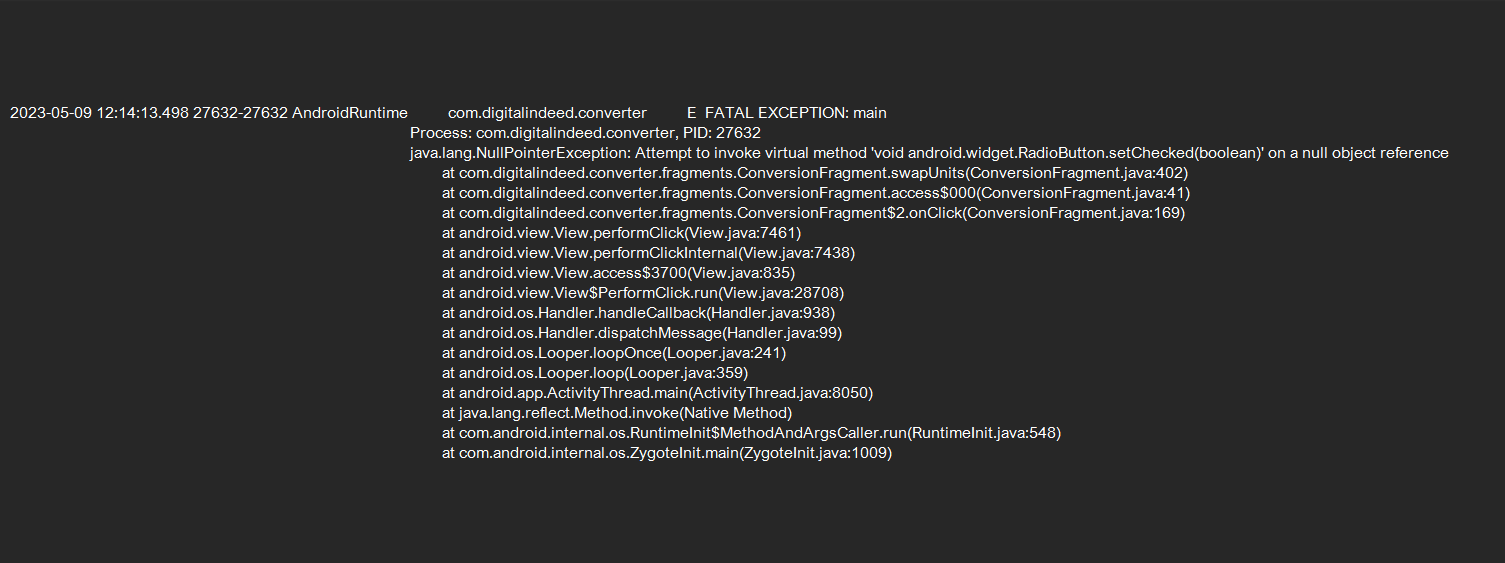 2023-05-09 12:14:13.498 27632-27632 AndroidRuntime com.digitalindeed.converter E FATAL EXCEPTION: main
Process: com.digitalindeed.converter, PID: 27632
java.lang.NullPointerException: Attempt to invoke virtual method 'void android.widget.RadioButton.setChecked(boolean)' on a null object reference
at com.digitalindeed.converter.fragments.ConversionFragment.swapUnits(ConversionFragment.java:402)
at com.digitalindeed.converter.fragments.ConversionFragment.access$000(ConversionFragment.java:41)
at com.digitalindeed.converter.fragments.ConversionFragment$2.onClick(ConversionFragment.java:169)
at android.view.View.performClick(View.java:7461)
at android.view.View.performClickInternal(View.java:7438)
at android.view.View.access$3700(View.java:835)
at android.view.View$PerformClick.run(View.java:28708)
at android.os.Handler.handleCallback(Handler.java:938)
at android.os.Handler.dispatchMessage(Handler.java:99)
at android.os.Looper.loopOnce(Looper.java:241)
at android.os.Looper.loop(Looper.java:359)
at android.app.ActivityThread.main(ActivityThread.java:8050)
at java.lang.reflect.Method.invoke(Native Method)
at com.android.internal.os.RuntimeInit$MethodAndArgsCaller.run(RuntimeInit.java:548)
at com.android.internal.os.ZygoteInit.main(ZygoteInit.java:1009)